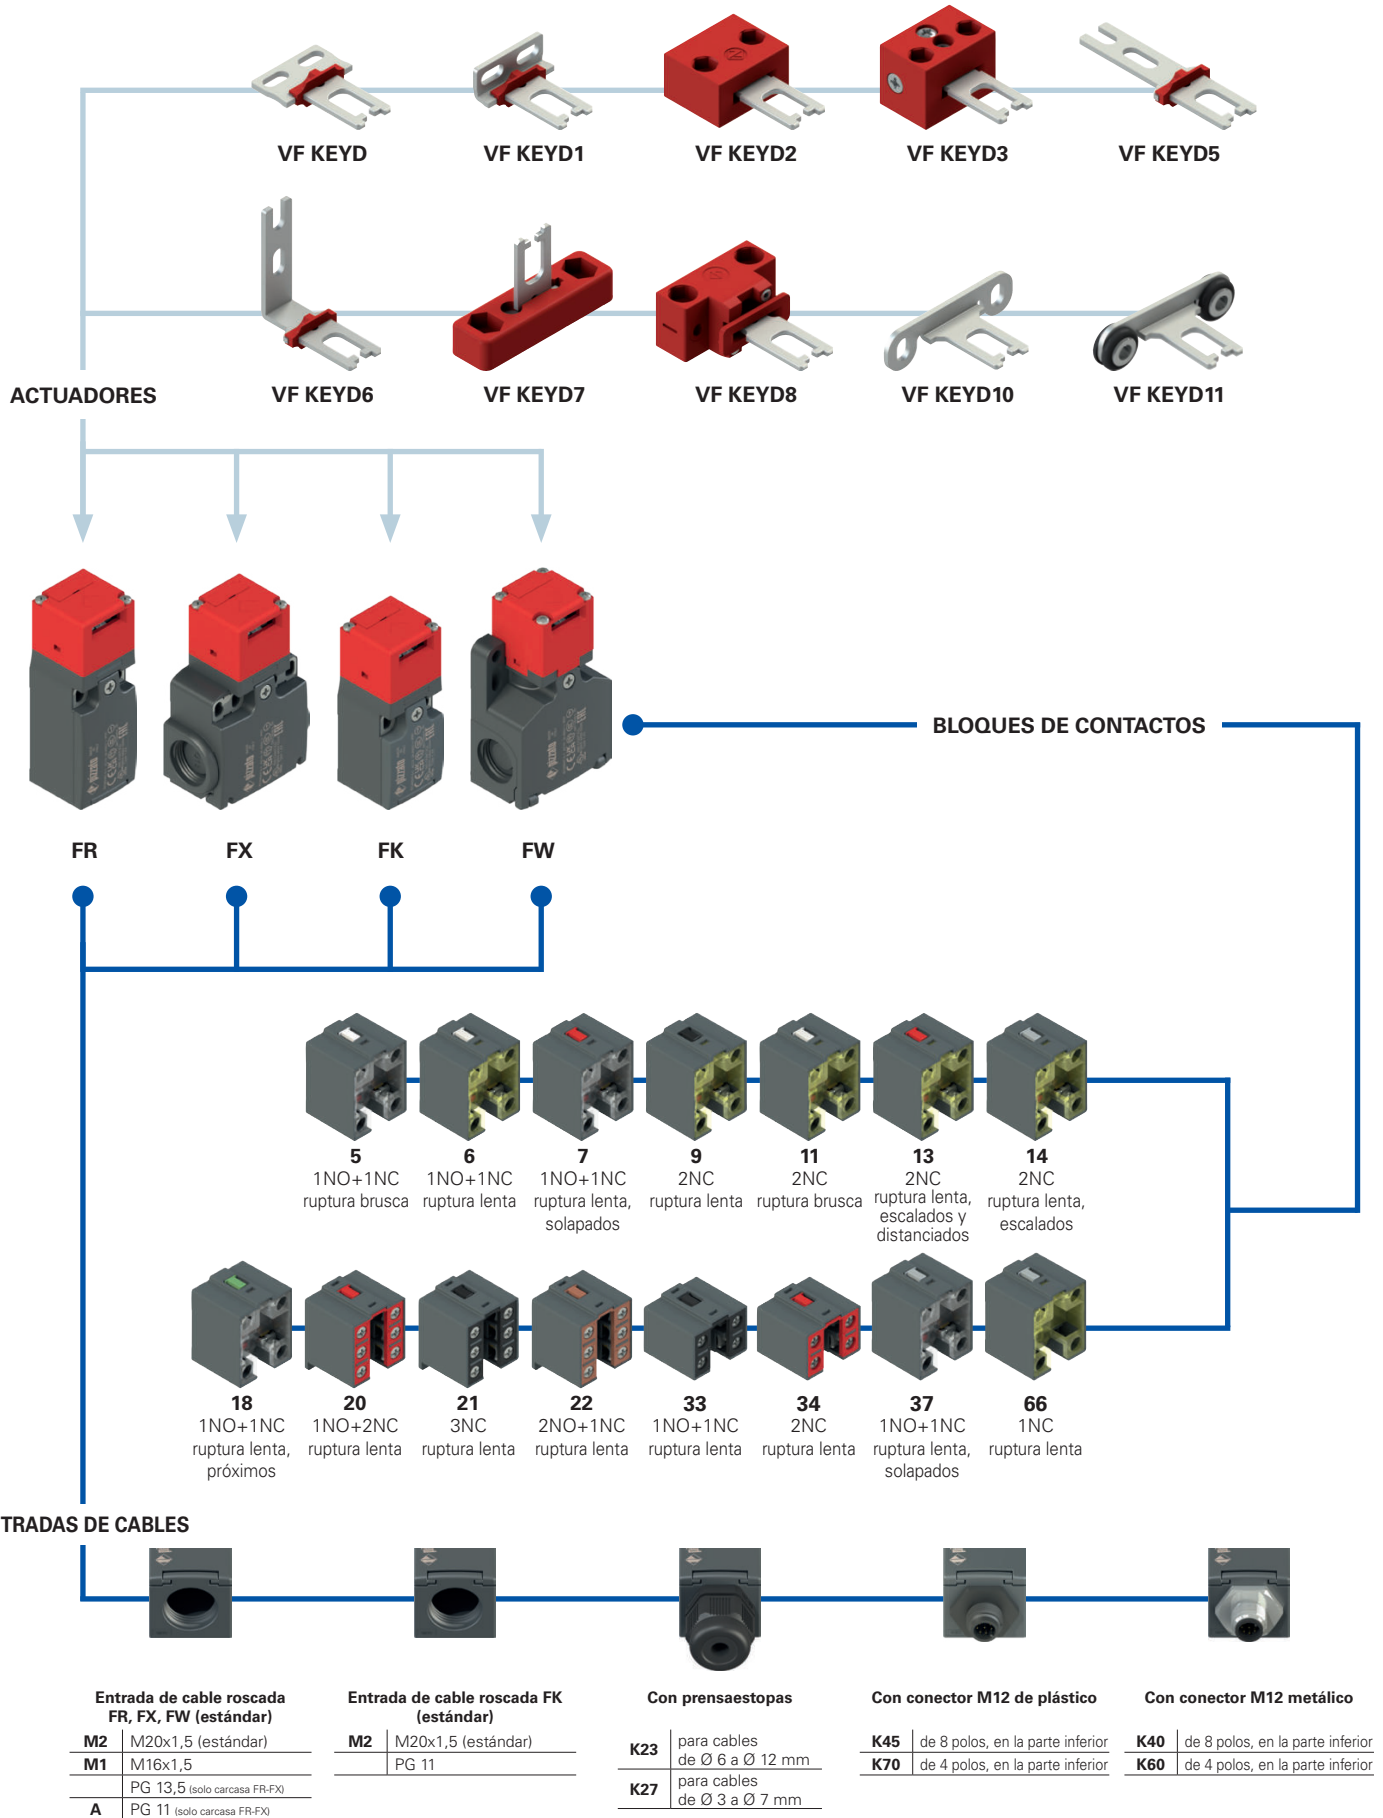 VF KEYD
VF KEYD1
VF KEYD2
VF KEYD3
VF KEYD5
VF KEYD6
VF KEYD7
VF KEYD8
VF KEYD10
VF KEYD11
ACTUADORES
BLOQUES DE CONTACTOS
FR
FX
FK
FW
5
1NO+1NC
ruptura brusca
6
1NO+1NC
ruptura lenta
7
1NO+1NC
ruptura lenta,
solapados
9
2NC
ruptura lenta
11
2NC
ruptura brusca
13
2NC
ruptura lenta,
escalados y
distanciados
14
2NC
ruptura lenta,
escalados
18
1NO+1NC
ruptura lenta,
próximos
20
1NO+2NC
ruptura lenta
21
3NC
ruptura lenta
22
2NO+1NC
ruptura lenta
33
1NO+1NC
ruptura lenta
34
2NC
ruptura lenta
37
1NO+1NC
ruptura lenta,
solapados
66
1NC
ruptura lenta
TRADAS DE CABLES
Entrada de cable roscada
FR, FX, FW (estándar)
M2 M20x1,5 (estándar)
M1 M16x1,5
PG 13,5 (solo carcasa FR-FX)
A PG 11 (solo carcasa FR-FX)
Entrada de cable roscada FK
(estándar)
M2 M20x1,5 (estándar)
PG 11
Con prensaestopas
K23 para cables
de Ø 6 a Ø 12 mm
K27 para cables
de Ø 3 a Ø 7 mm
Con conector M12 de plástico
K45 de 8 polos, en la parte inferior
K70 de 4 polos, en la parte inferior
Con conector M12 metálico
K40 de 8 polos, en la parte inferior
K60 de 4 polos, en la parte inferior